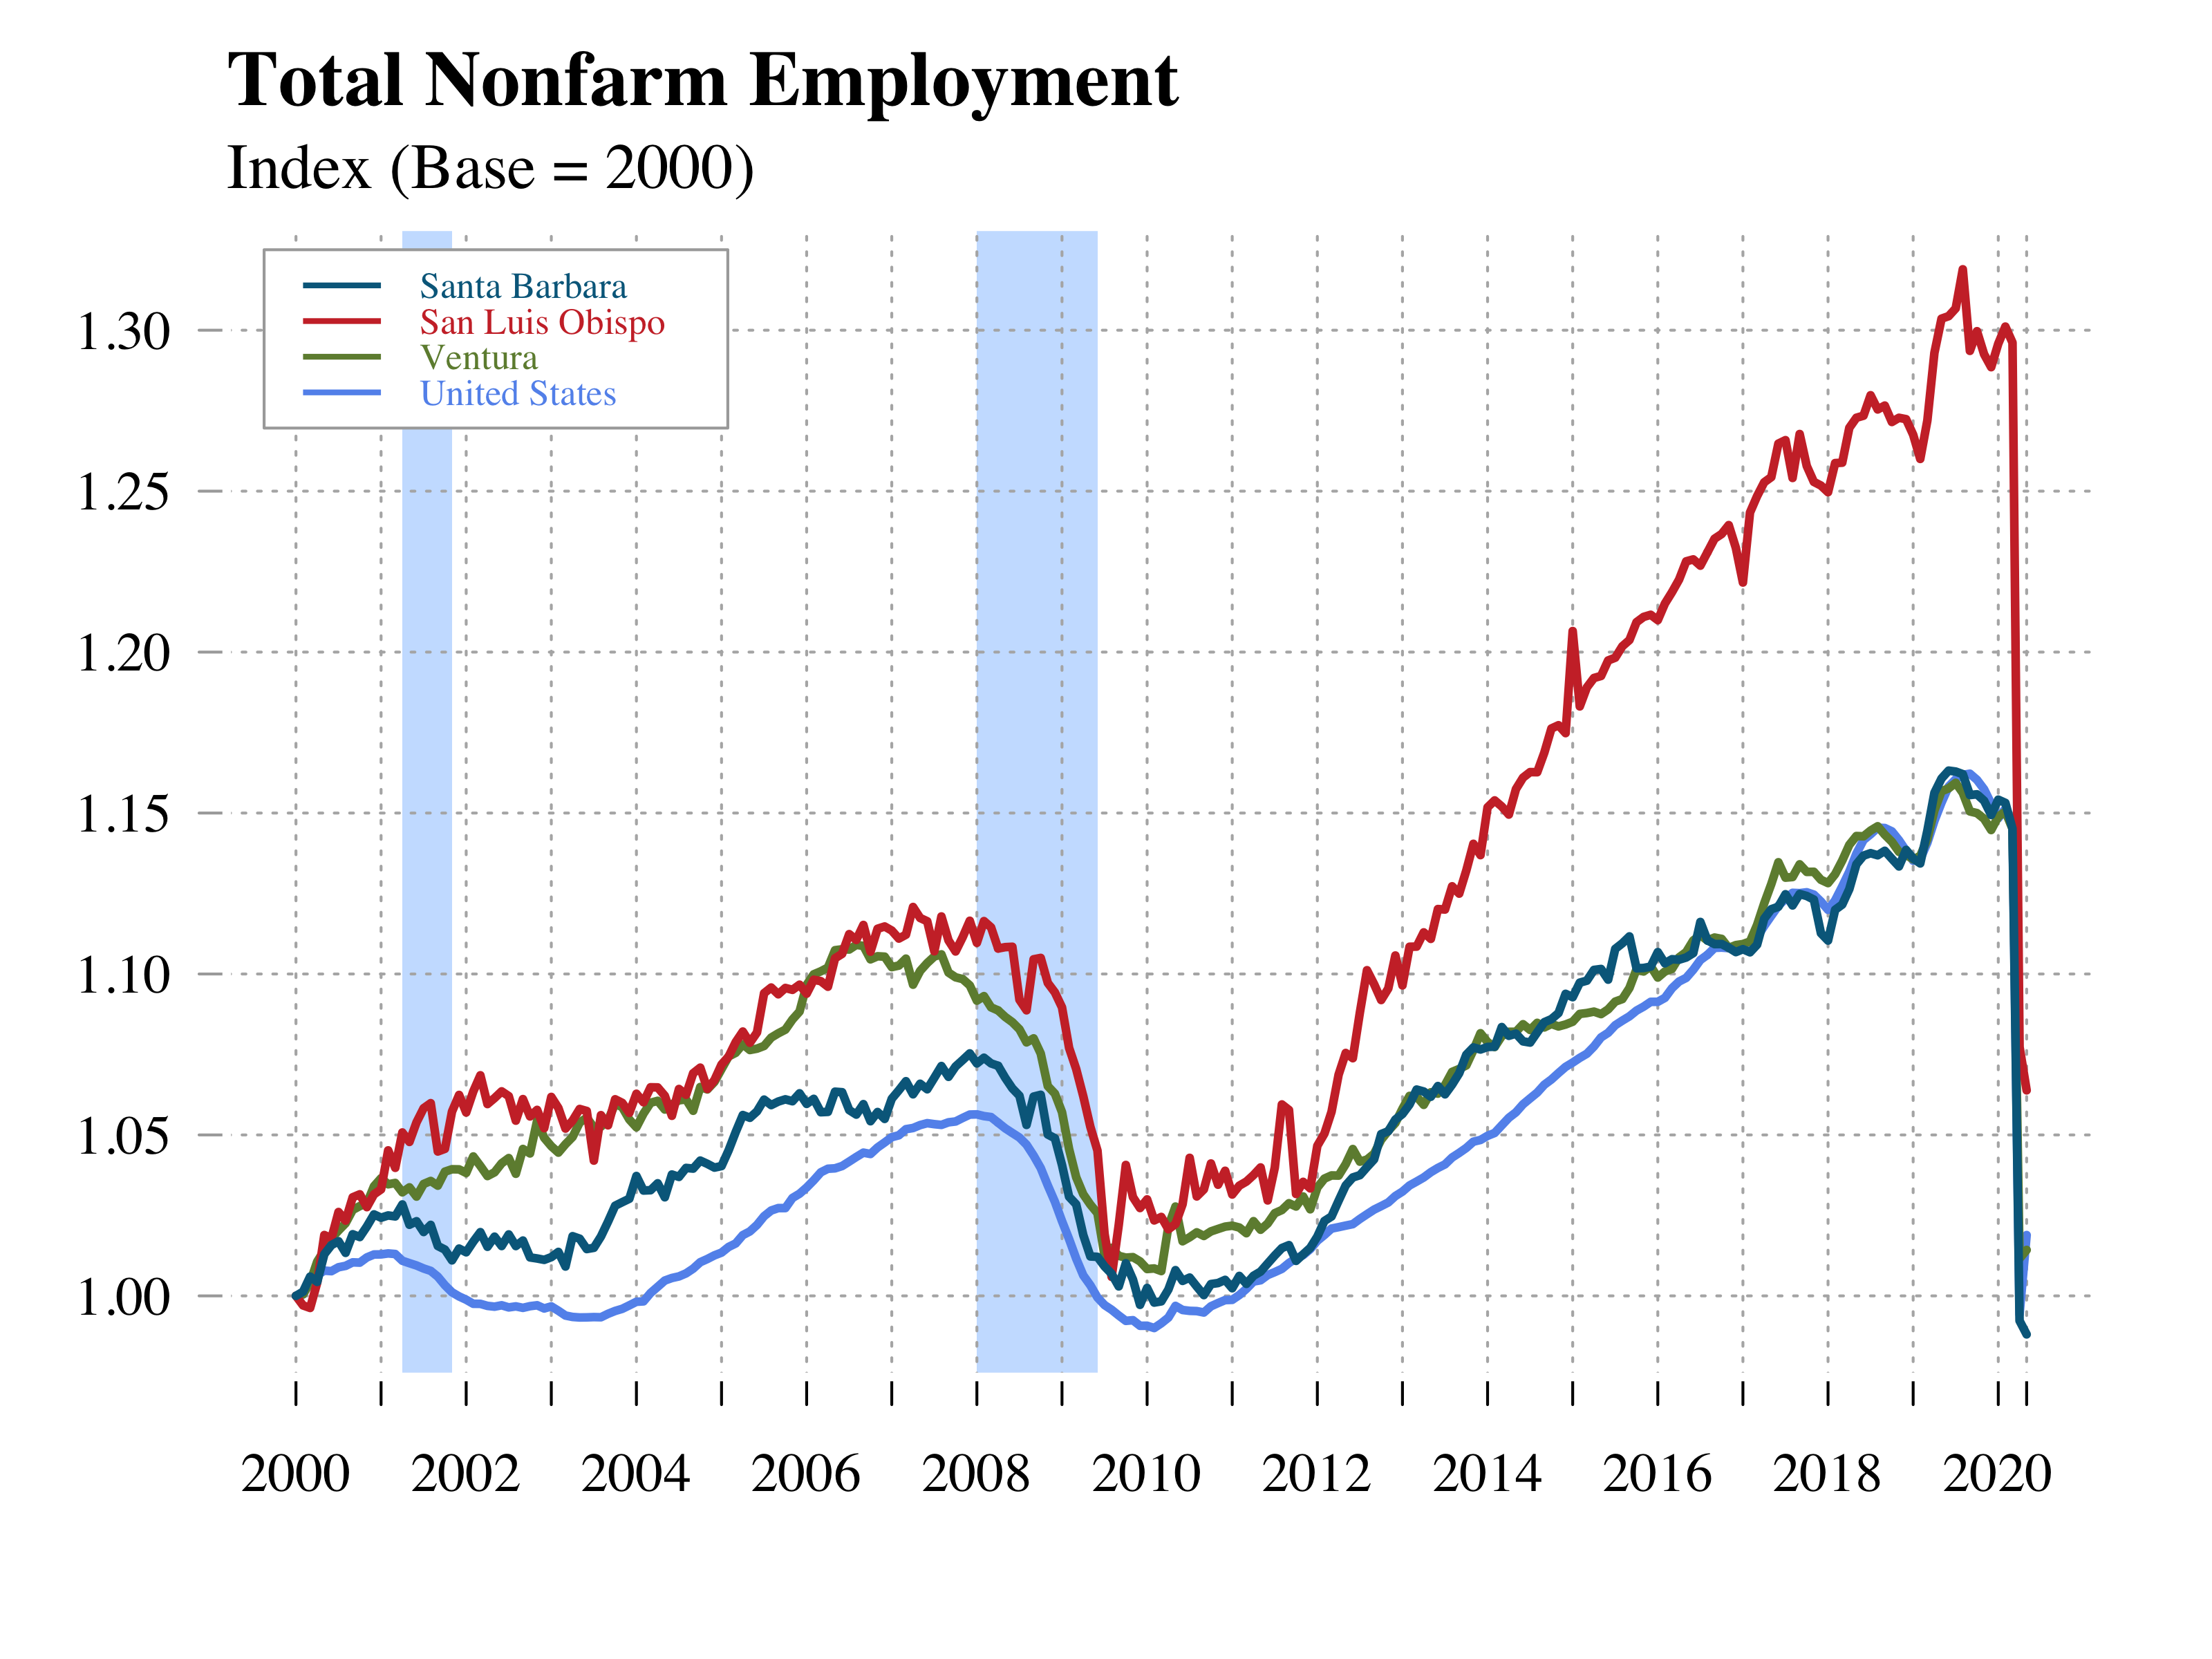 Total Nonfarm Employment
Index (Base = 2000)
Santa Barbara
San Luis Obispo
Ventura
United States
1.30
1.25
1.20
1.15
1.10
1.05
1.00
2000 2002 2004 2006 2008 2010 2012 2014 2016 2018 2020